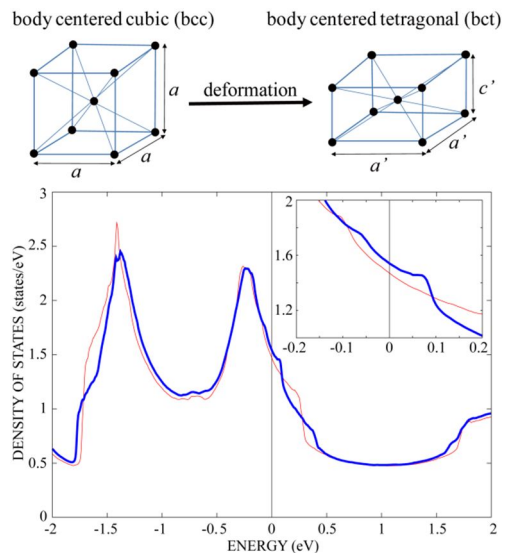 body centered cubic (bcc)
body centered tetragonal (bct)
a
deformation
c'
a
a
a'
a'
DENSITY OF STATES (states/eV)
3
2.5
2
1.5
1
0.5
0
2
1.6
1.2
-0.2
-0.1
0
0.1
0.2
-2
-1.5
-1
-0.5
0
0.5
1
1.5
2
ENERGY (eV)